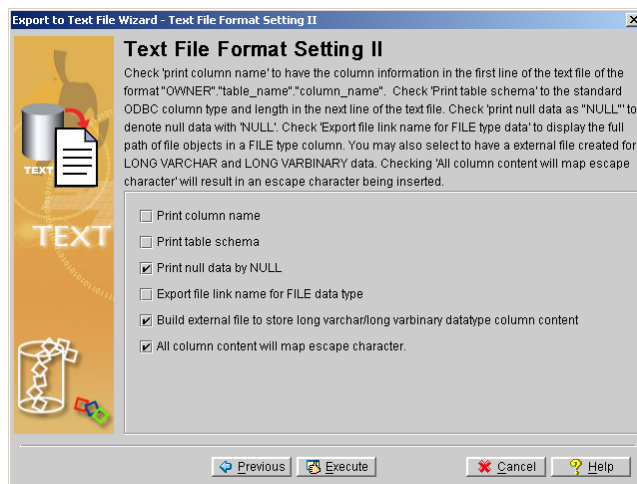 Export to Text File Wizard - Text File Format Setting II
Text File Format Setting II
Check 'print column name' to have the column information in the first line of the text file of the
format "OWNER"."table_name"."column_name".  Check 'Print table schema' to the standard
ODBC column type and length in the next line of the text file. Check 'print null data as "NULL"' to
denote null data with 'NULL'. Check 'Export file link name for FILE type data' to display the full
path of file objects in a FILE type column. You may also select to have a external file created for
LONG VARCHAR and LONG VARBINARY data. Checking 'All column content will map escape
character' will result in an escape character being inserted.
TEXT
TEXT
Print column name
Print table schema
Print null data by NULL
Export file link name for FILE data type
Build external file to store long varchar/long varbinary datatype column content
All column content will map escape character.
Previous
Execute
Cancel
Help